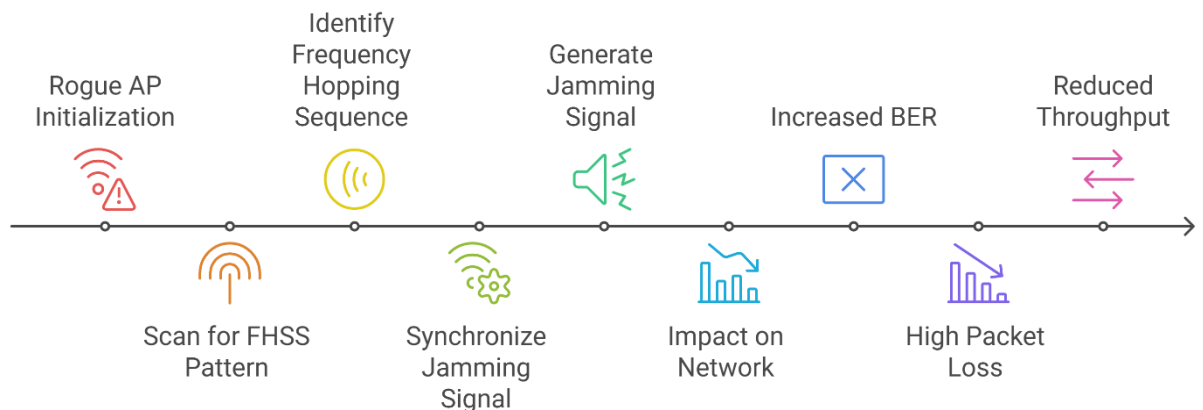 Rogue AP
Initialization
Scan for FHSS
Pattern
Identify
Frequency
Hopping
Sequence
Synchronize
Jamming
Signal
Generate
Jamming
Signal
Impact on
Network
Increased BER
High Packet
Loss
Reduced
Throughput